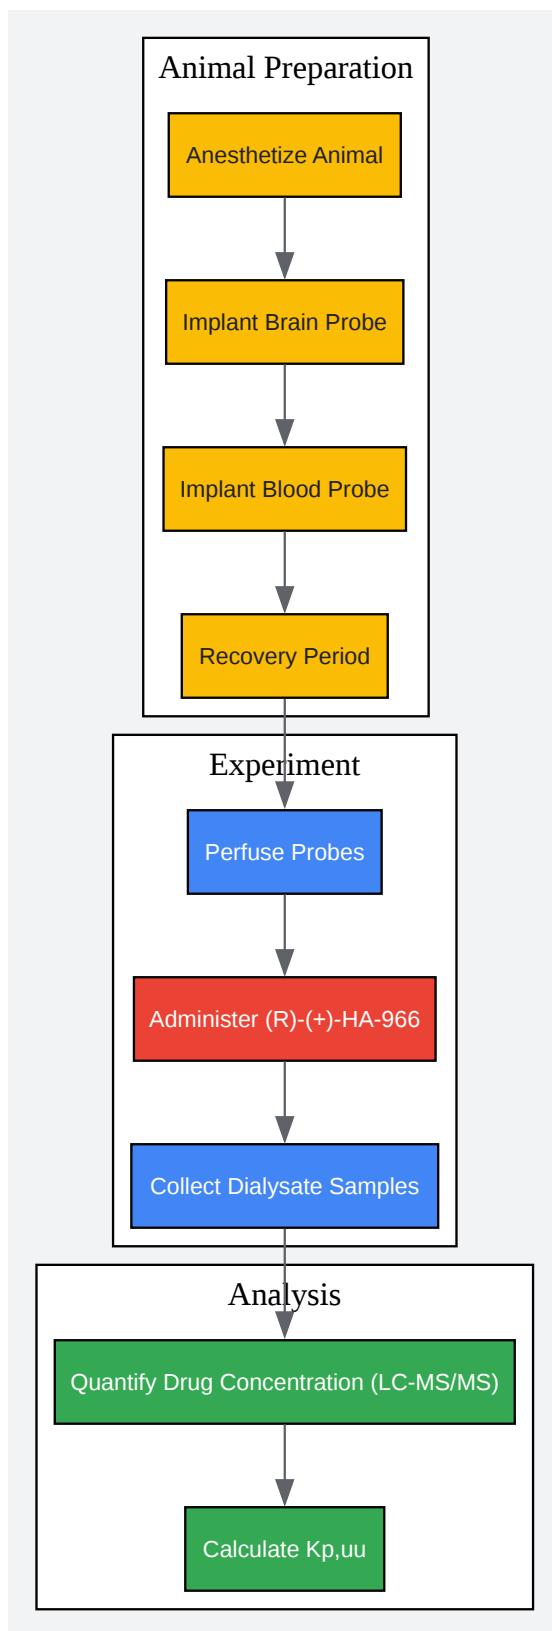 Animal Preparation
Anesthetize Animal
Implant Brain Probe
Implant Blood Probe
Recovery Period
Experiment
Perfuse Probes
Administer (R)-(+)-HA-966
Collect Dialysate Samples
Analysis
Quantify Drug Concentration (LC-MS/MS)
Calculate Kp,uu